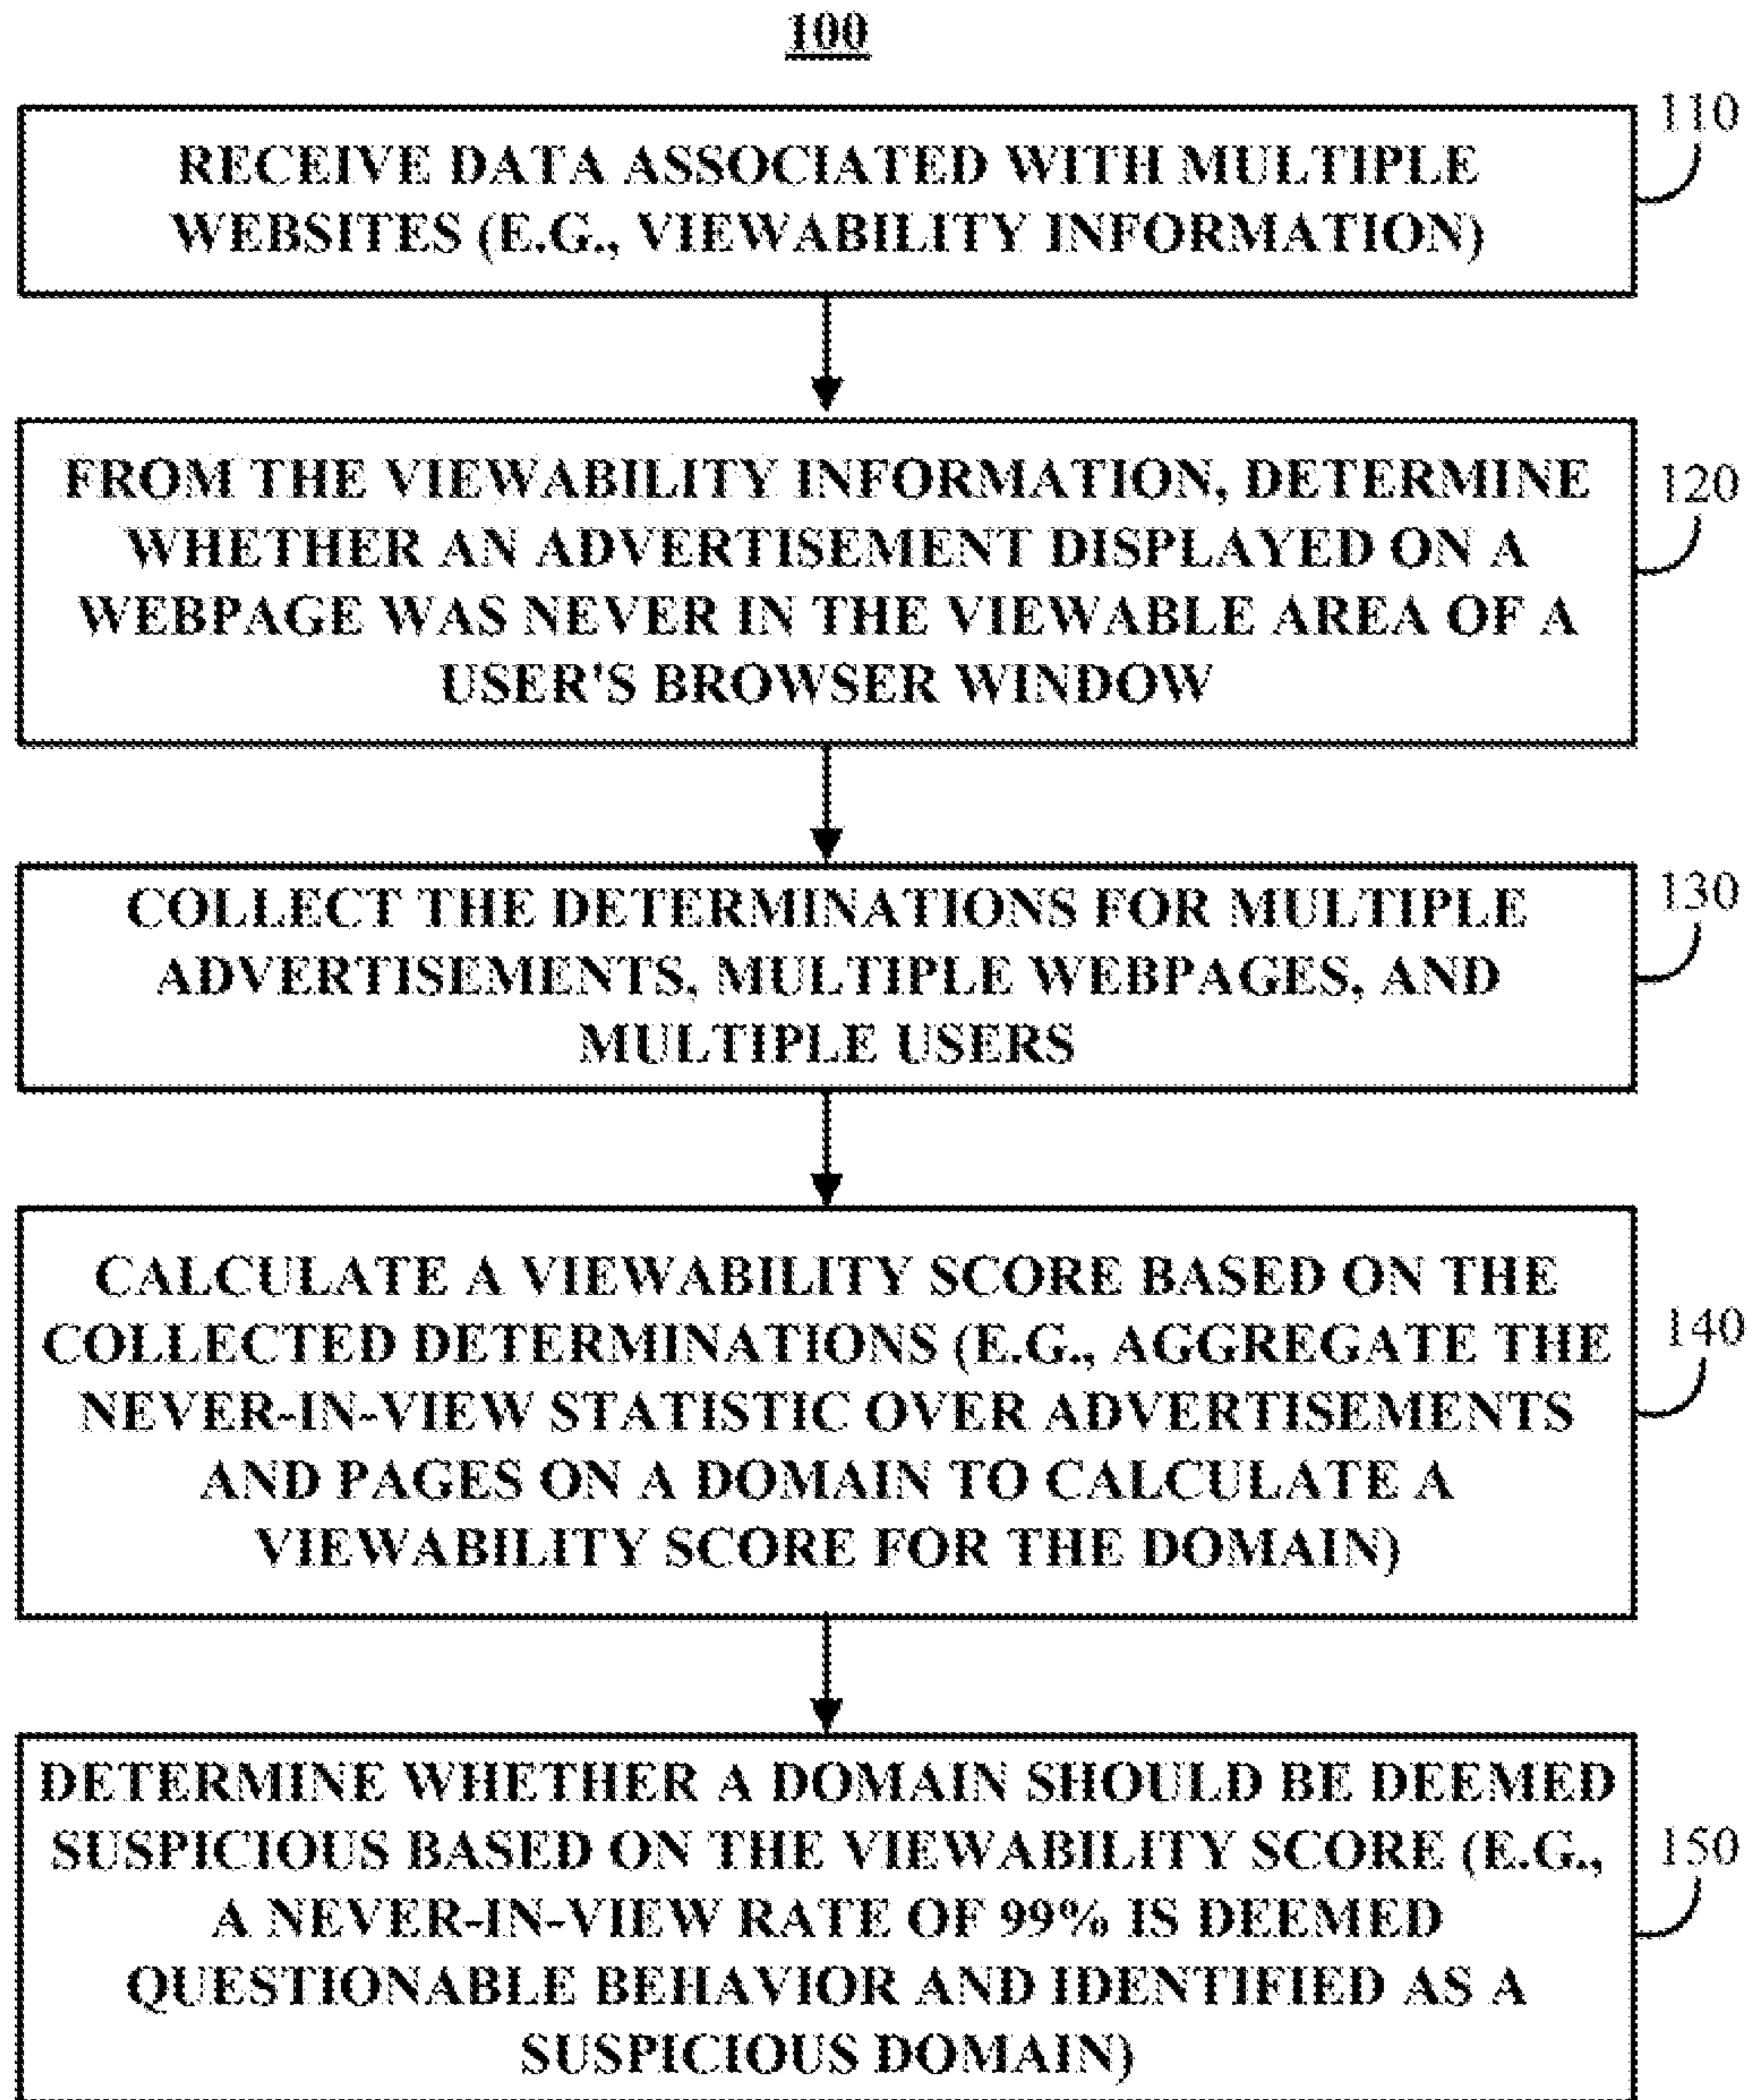 100
110
RECEIVE DATA ASSOCIATED WITH MULTIPLE
WEBSITES (E.G., VIEWABILITY INFORMATION)
120
FROM THE VIEWABILITY INFORMATION, DETERMINE
WHETHER AN ADVERTISEMENT DISPLAYED ON A
WEBPAGE WAS NEVER IN THE VIEWABLE AREA OF A
USER'S BROWSER WINDOW
130
COLLECT THE DETERMINATIONS FOR MULTIPLE
ADVERTISEMENTS, MULTIPLE WEBPAGES, AND
MULTIPLE USERS
140
CALCULATE A VIEWABILITY SCORE BASED ON THE
COLLECTED DETERMINATIONS (E.G., AGGREGATE THE
NEVER-IN-VIEW STATISTIC OVER ADVERTISEMENTS
AND PAGES ON A DOMAIN TO CALCULATE A
VIEWABILITY SCORE FOR THE DOMAIN)
150
DETERMINE WHETHER A DOMAIN SHOULD BE DEEMED
SUSPICIOUS BASED ON THE VIEWABILITY SCORE (E.G.,
A NEVER-IN-VIEW RATE OF 99% IS DEEMED
QUESTIONABLE BEHAVIOR AND IDENTIFIED AS A
SUSPICIOUS DOMAIN)